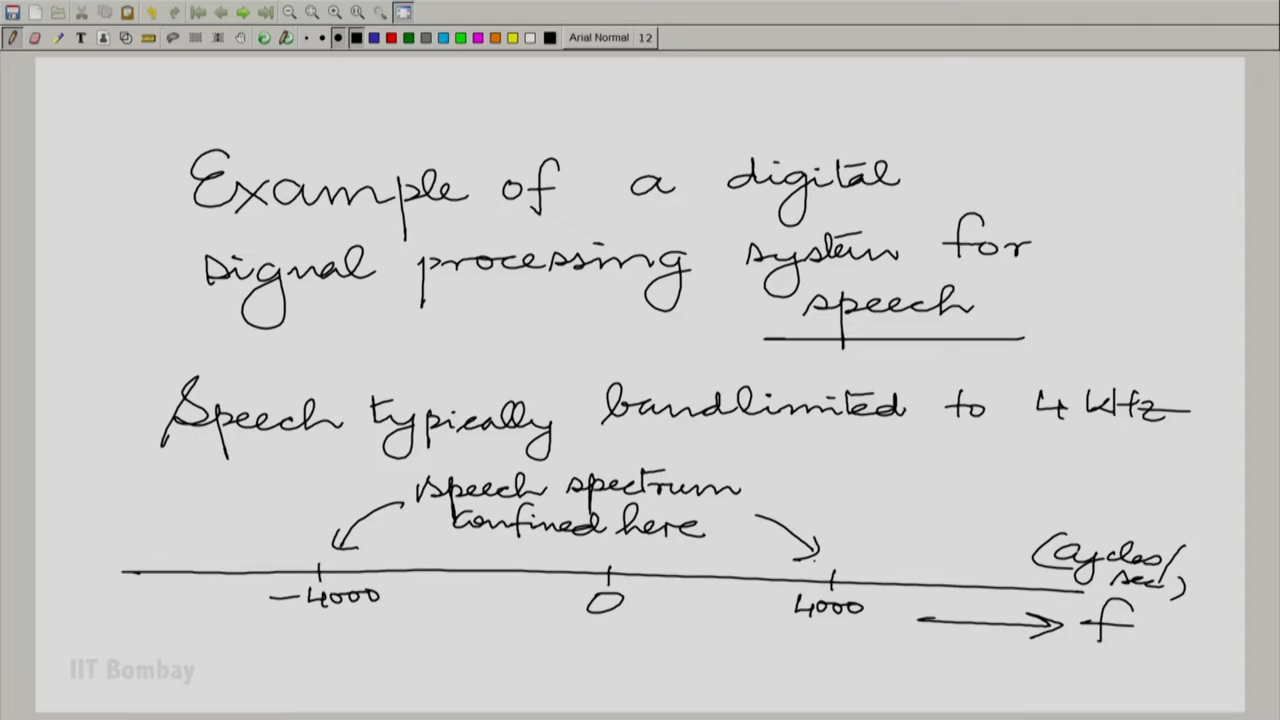 Arial Normal 12
Example of a digital
signal processing system for
speech
Speech typically bandlimited to 4 kHz
speech spectrum
confined here
(cycles/
sec)
-4000 0 4000 f
IIT Bombay